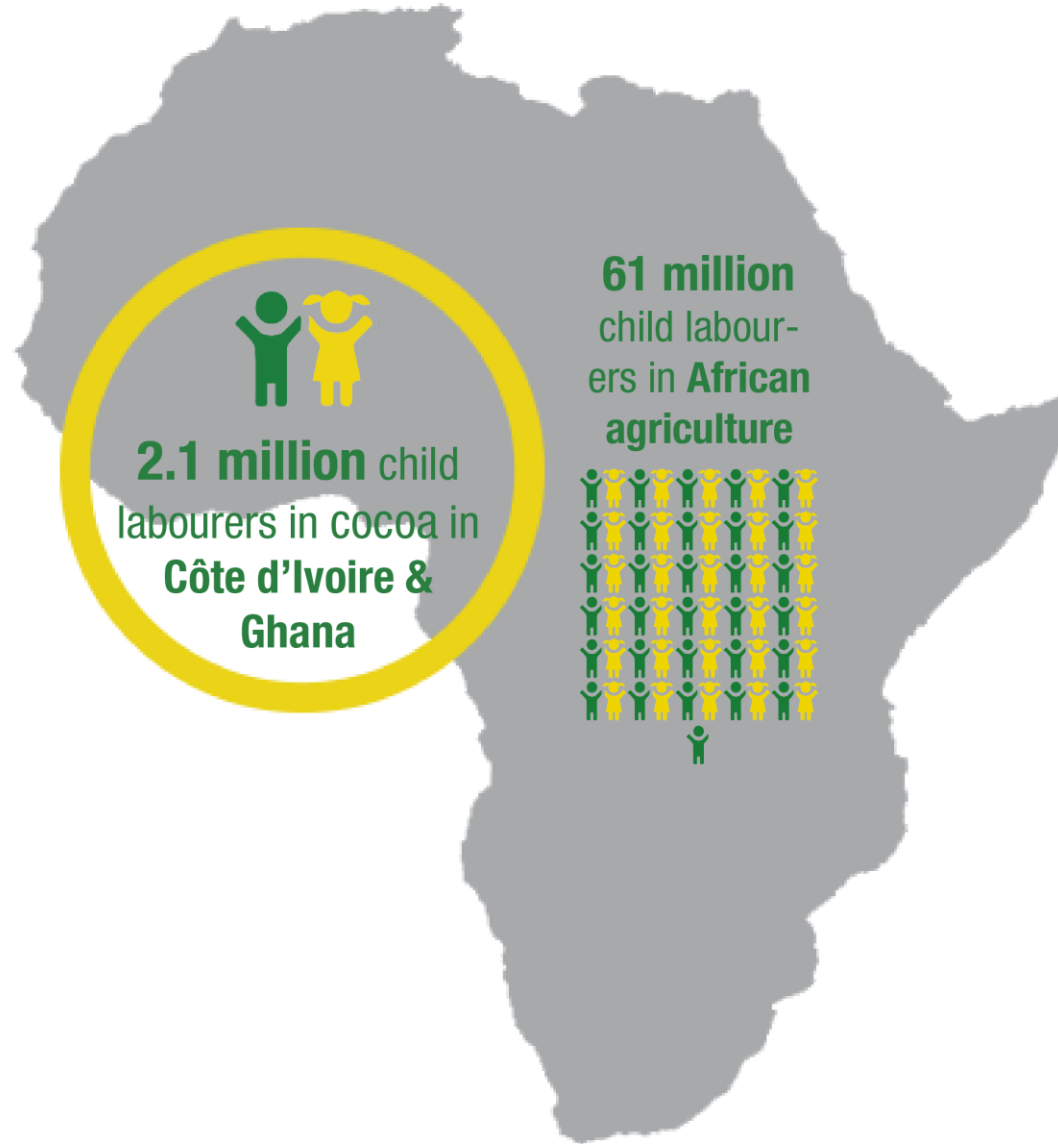 2.1 million child
labourers in cocoa in
Côte d’Ivoire &
Ghana
61 million
child labour-
ers in African
agriculture